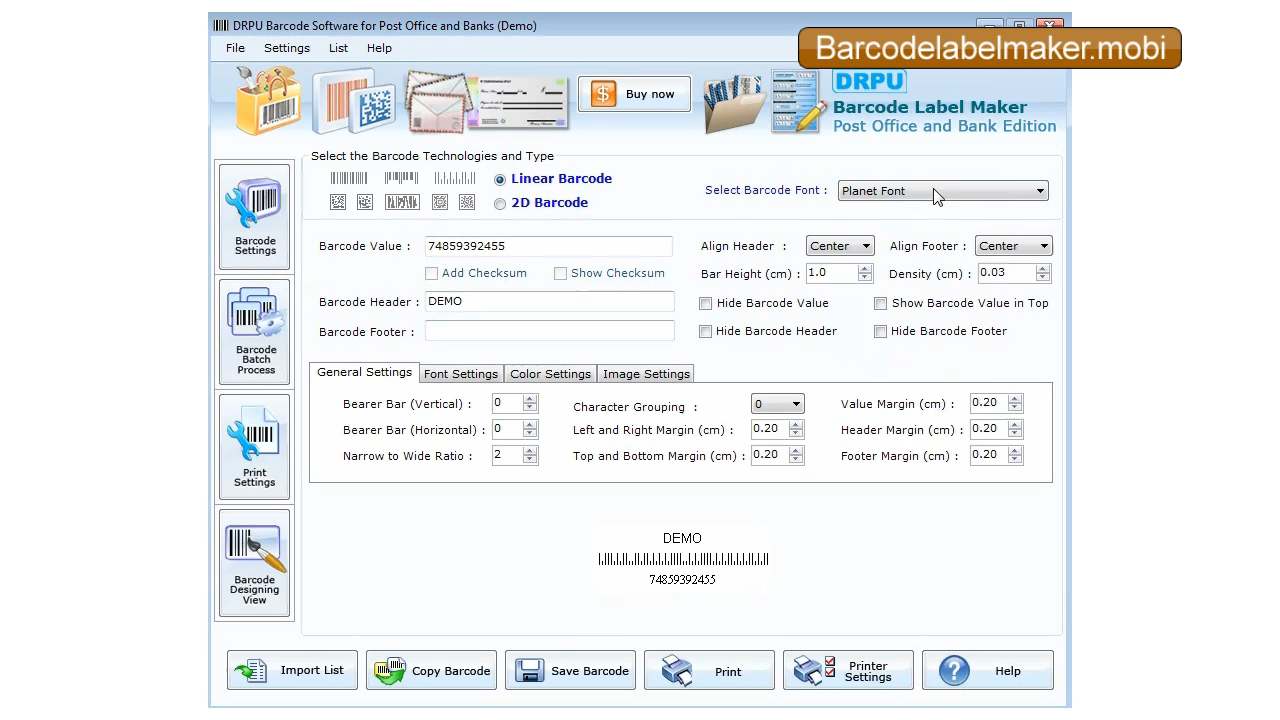 DRPU Barcode Software for Post Office and Banks (Demo)
Barcodelabelmaker.mobi
File Settings List Help
Buy now
DRPU
Barcode Label Maker
Post Office and Bank Edition
Select the Barcode Technologies and Type
Linear Barcode
2D Barcode
Select Barcode Font : Planet Font
Barcode Settings
Barcode Batch Process
Print Settings
Barcode Designing View
Barcode Value : 74859392455
Add Checksum Show Checksum
Barcode Header : DEMO
Barcode Footer :
Align Header : Center Align Footer : Center
Bar Height (cm) : 1.0 Density (cm) : 0.03
Hide Barcode Value Show Barcode Value in Top
Hide Barcode Header Hide Barcode Footer
General Settings Font Settings Color Settings Image Settings
Bearer Bar (Vertical) : 0 Character Grouping : 0 Value Margin (cm) : 0.20
Bearer Bar (Horizontal) : 0 Left and Right Margin (cm) : 0.20 Header Margin (cm) : 0.20
Narrow to Wide Ratio : 2 Top and Bottom Margin (cm) : 0.20 Footer Margin (cm) : 0.20
DEMO
74859392455
Import List Copy Barcode Save Barcode Print Printer Settings Help